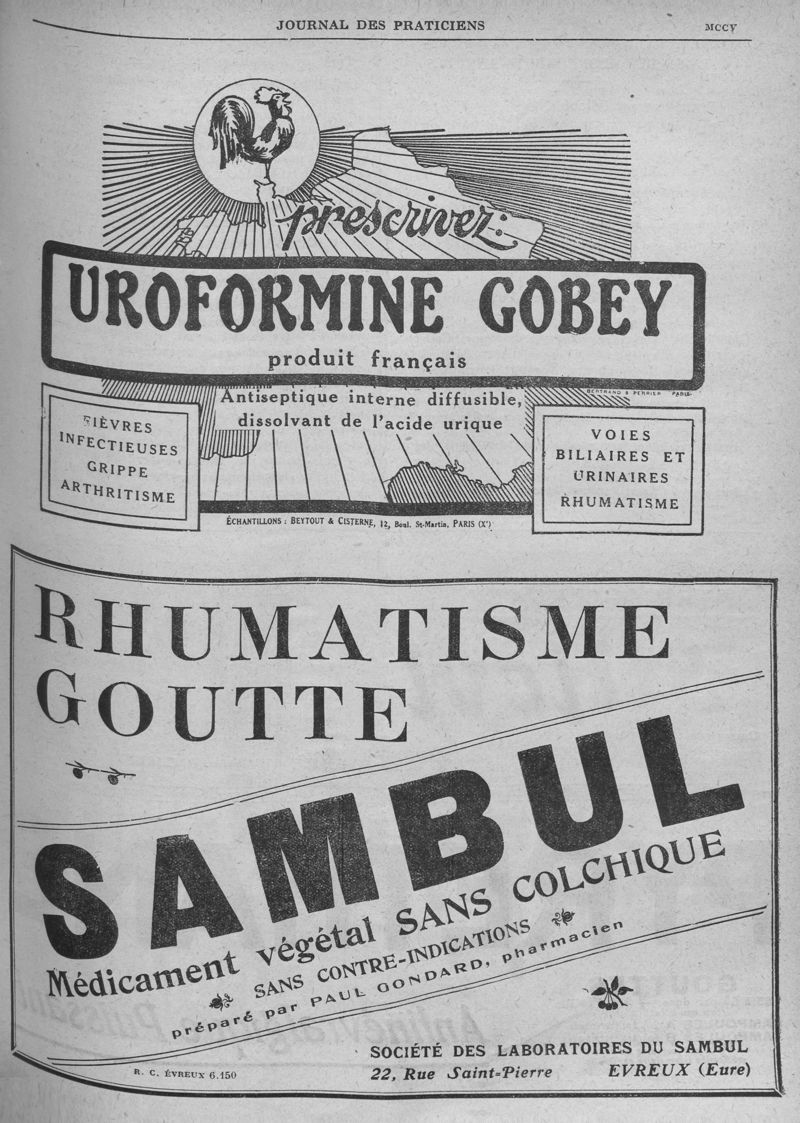 JOURNAL DES PRATICIENS
MCCV
prescrivez:
UROFORMINE GOBEY
produit français
BERTRAND & PERRIER PARIS.
Antiseptique interne diffusible,
dissolvant de l'acide urique
FIÈVRES
INFECTIEUSES
GRIPPE
ARTHRITISME
VOIES
BILIAIRES ET
URINAIRES
RHUMATISME
ÉCHANTILLONS : BEYTOUT & CISTERNE, 12, Boul. St-Martin, PARIS (Xe)
RHUMATISME
GOUTTE
SAMBUL
Médicament végétal SANS COLCHIQUE
SANS CONTRE-INDICATIONS
préparé par PAUL GONDARD, pharmacien
SOCIÉTÉ DES LABORATOIRES DU SAMBUL
R. C. ÉVREUX 6.150
22, Rue Saint-Pierre EVREUX (Eure)